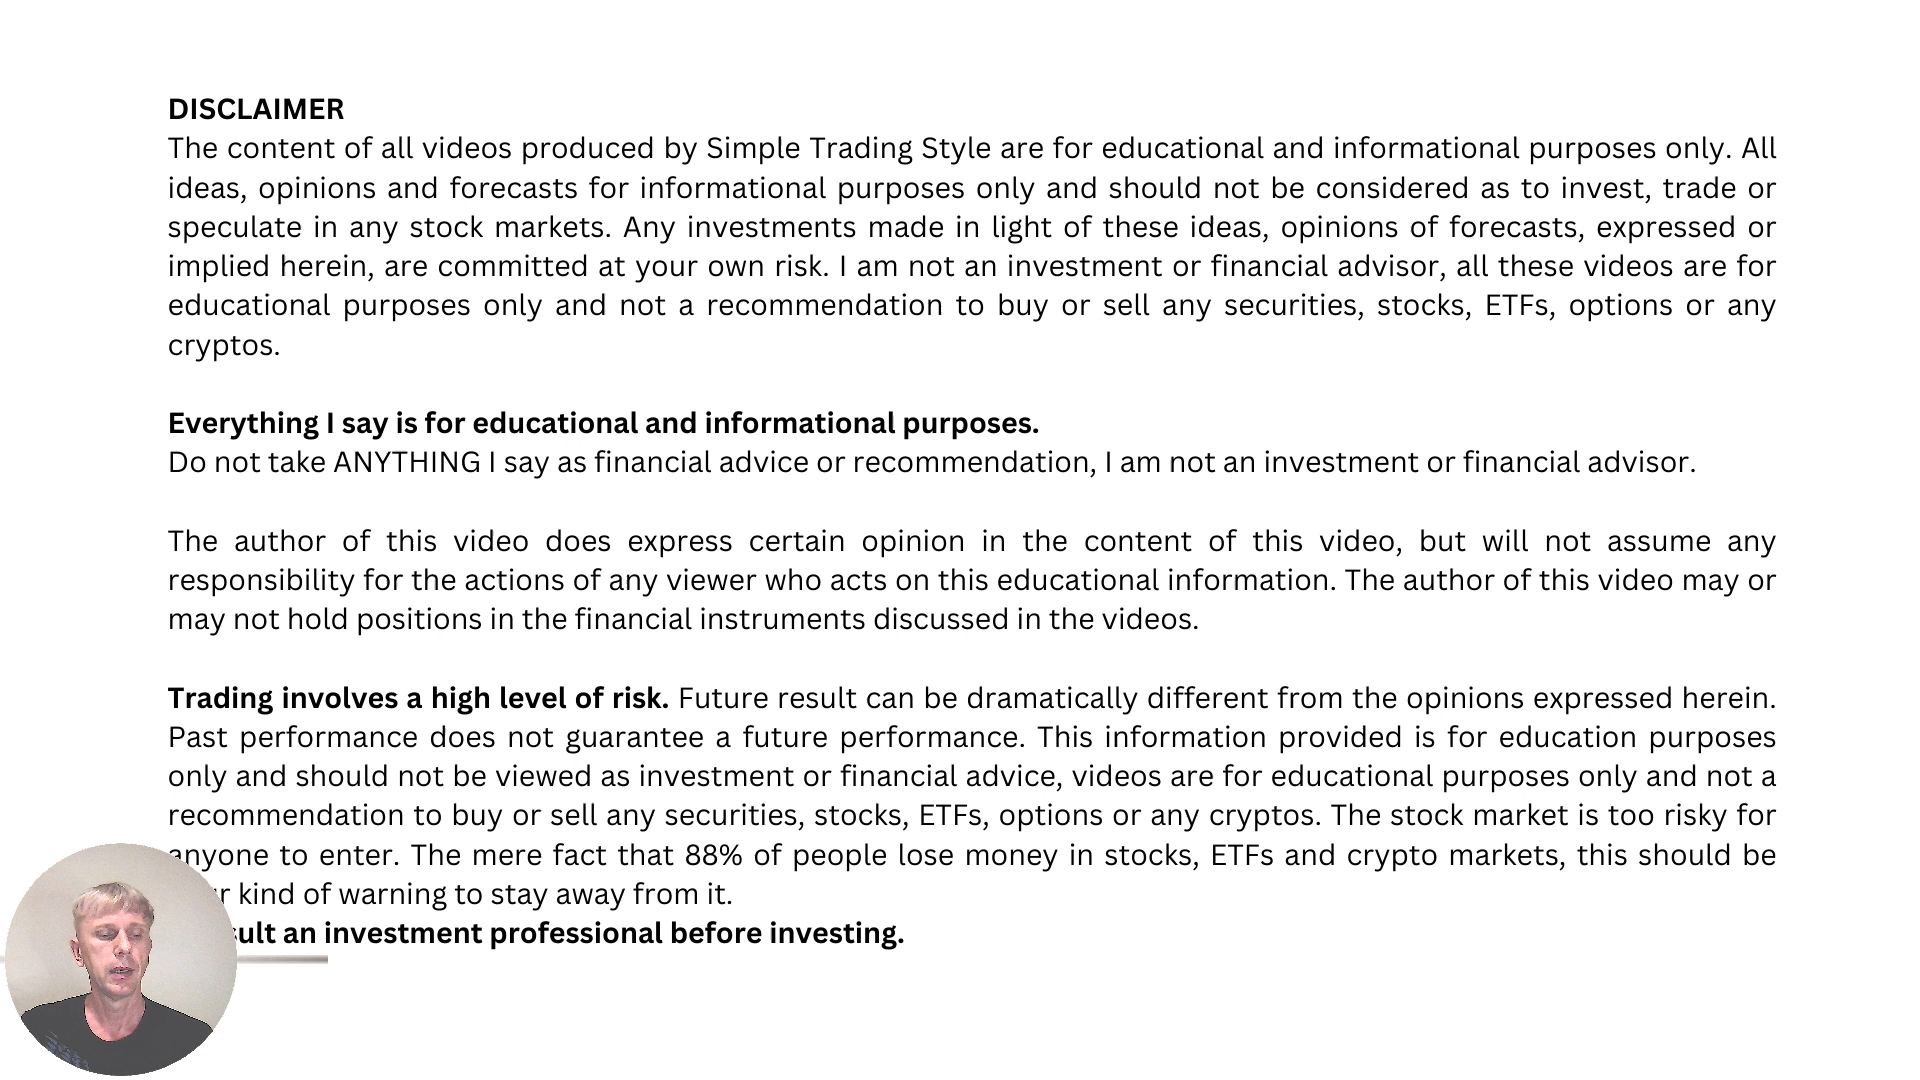 DISCLAIMER
The content of all videos produced by Simple Trading Style are for educational and informational purposes only. All
ideas, opinions and forecasts for informational purposes only and should not be considered as to invest, trade or
speculate in any stock markets. Any investments made in light of these ideas, opinions of forecasts, expressed or
implied herein, are committed at your own risk. I am not an investment or financial advisor, all these videos are for
educational purposes only and not a recommendation to buy or sell any securities, stocks, ETFs, options or any
cryptos.
Everything I say is for educational and informational purposes.
Do not take ANYTHING I say as financial advice or recommendation, I am not an investment or financial advisor.
The author of this video does express certain opinion in the content of this video, but will not assume any
responsibility for the actions of any viewer who acts on this educational information. The author of this video may or
may not hold positions in the financial instruments discussed in the videos.
Trading involves a high level of risk. Future result can be dramatically different from the opinions expressed herein.
Past performance does not guarantee a future performance. This information provided is for education purposes
only and should not be viewed as investment or financial advice, videos are for educational purposes only and not a
recommendation to buy or sell any securities, stocks, ETFs, options or any cryptos. The stock market is too risky for
anyone to enter. The mere fact that 88% of people lose money in stocks, ETFs and crypto markets, this should be
kind of warning to stay away from it.
an investment professional before investing.